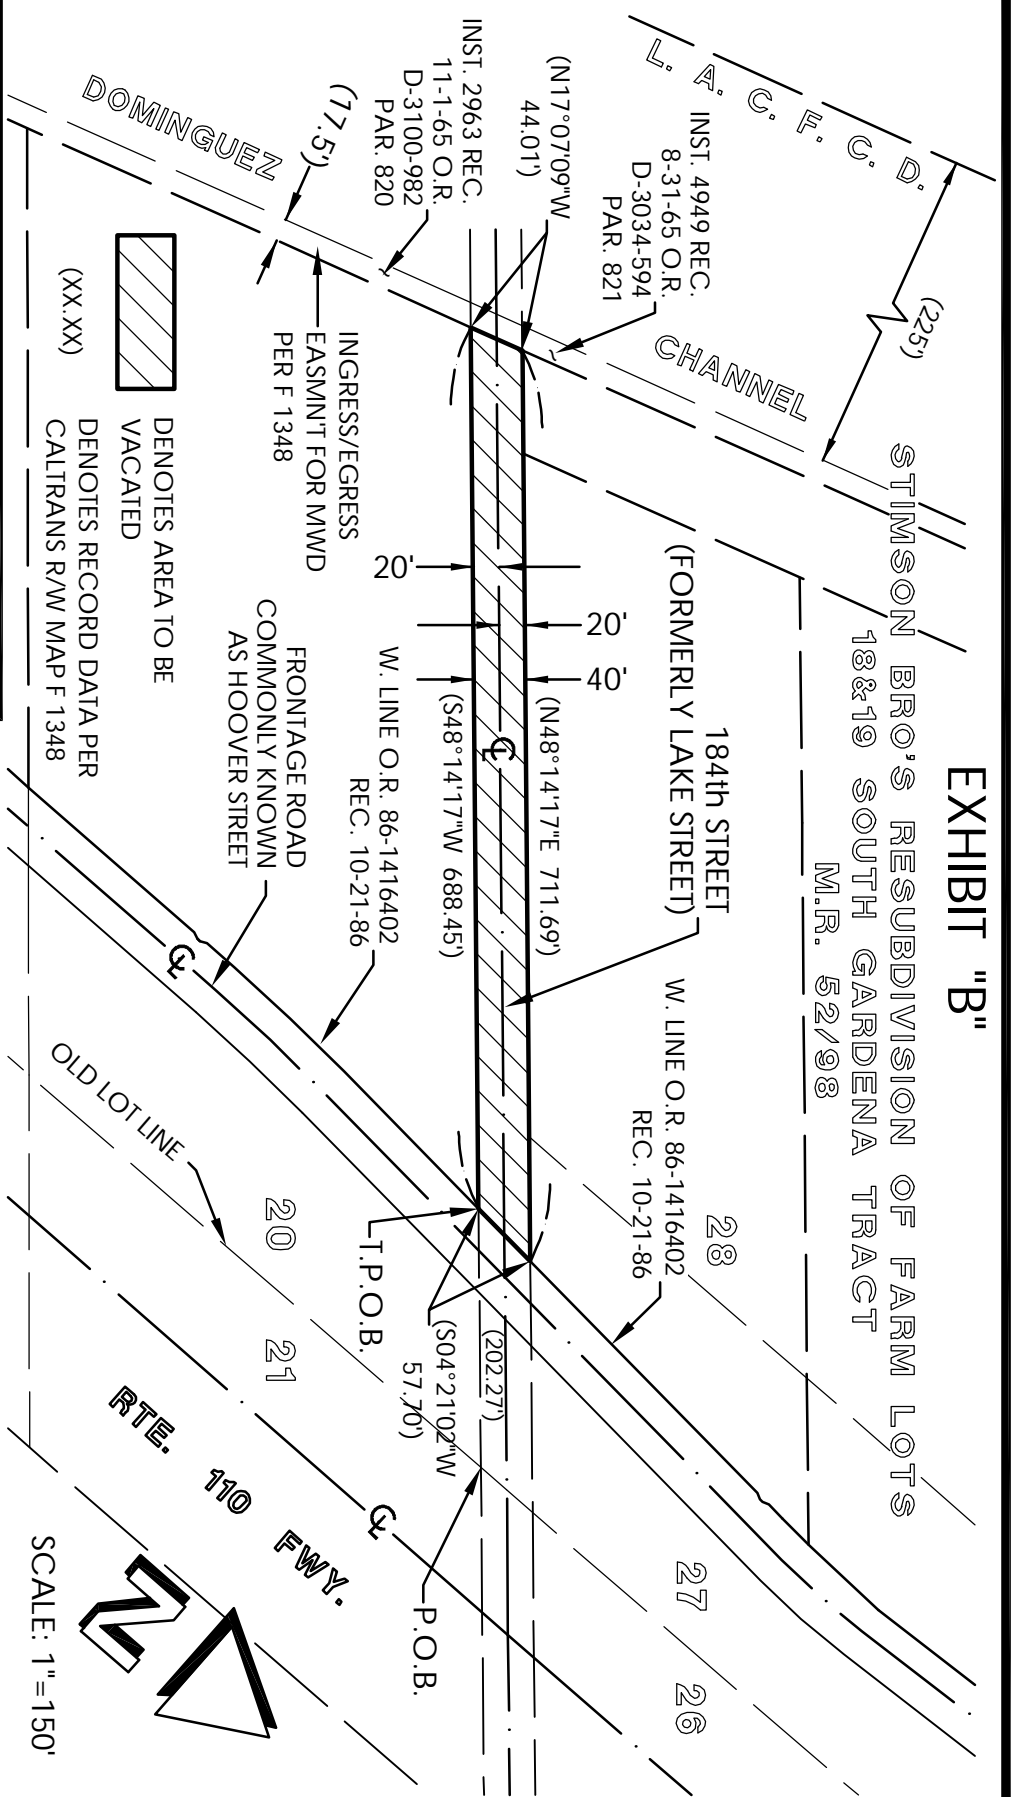 EXHIBIT "B"
STIMSON BRO'S RESUBDIVISION OF FARM LOTS
18&19 SOUTH GARDENA TRACT
M.R. 52/98
L. A. C. F. C. D.
(225')
CHANNEL
DOMINGUEZ
INST. 4949 REC.
8-31-65 O.R.
D-3034-594
PAR. 821
(N17°07'09"W
44.01')
INST. 2963 REC.
11-1-65 O.R.
D-3100-982
PAR. 820
(77.5')
184th STREET
(FORMERLY LAKE STREET)
W. LINE O.R. 86-1416402
REC. 10-21-86
28
27
26
20'
20'
40'
(N48°14'17"E 711.69')
℄
(S48°14'17"W 688.45')
INGRESS/EGRESS
EASMN'T FOR MWD
PER F 1348
W. LINE O.R. 86-1416402
REC. 10-21-86
FRONTAGE ROAD
COMMONLY KNOWN
AS HOOVER STREET
℄
T.P.O.B.
(202.27')
(S04°21'02"W
57.70')
P.O.B.
OLD LOT LINE
20
21
RTE. 110 FWY.
℄
DENOTES AREA TO BE
VACATED
(XX.XX)
DENOTES RECORD DATA PER
CALTRANS R/W MAP F 1348
N
SCALE: 1"=150'